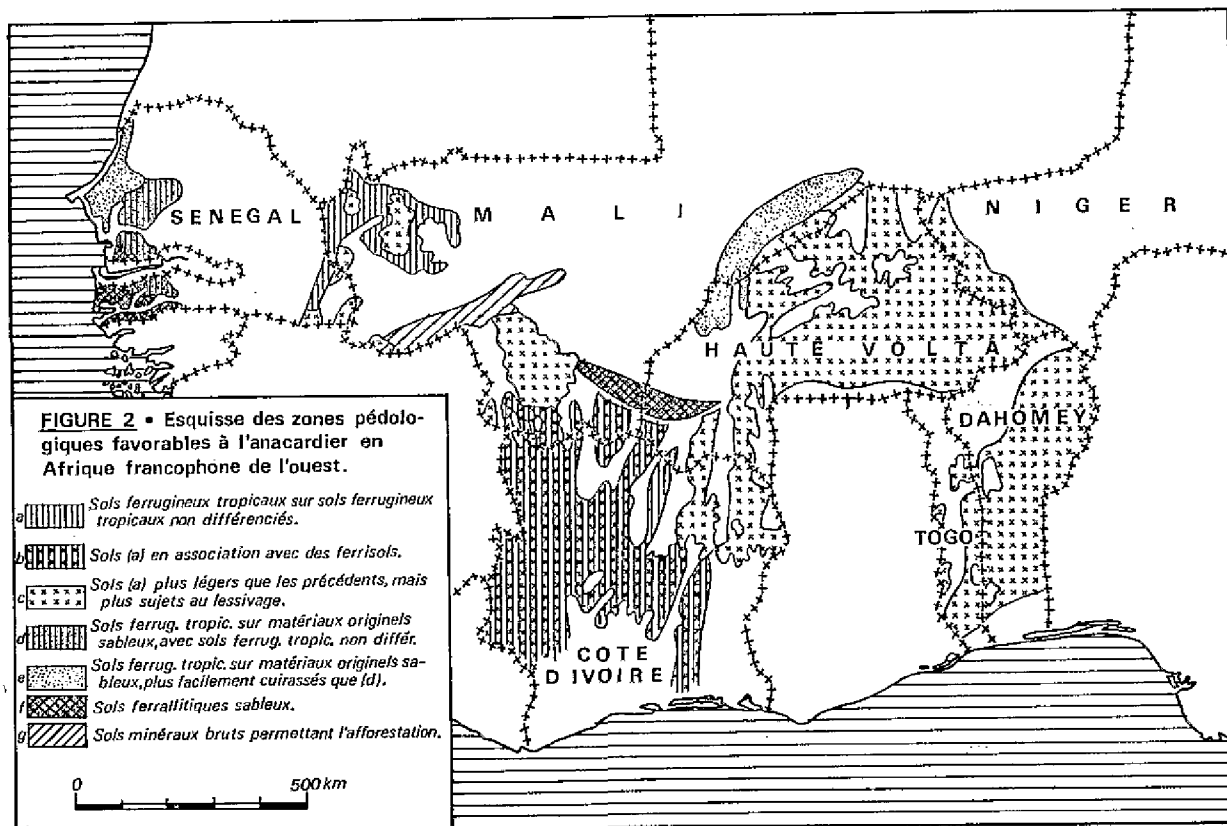 SENEGAL
MALI
NIGER
HAUTE VOLTA
DAHOMEY
TOGO
COTE
D'IVOIRE
FIGURE 2 • Esquisse des zones pédolo-
giques favorables à l'anacardier en
Afrique francophone de l'ouest.
a Sols ferrugineux tropicaux sur sols ferrugineux
tropicaux non différenciés.
b Sols (a) en association avec des ferrisols.
c Sols (a) plus légers que les précédents, mais
plus sujets au lessivage.
d Sols ferrug. tropic. sur matériaux originels
sableux, avec sols ferrug. tropic. non différ.
e Sols ferrug. tropic. sur matériaux originels sa-
bleux, plus facilement cuirassés que (d).
f Sols ferrallitiques sableux.
g Sols minéraux bruts permettant l'afforestation.
0 500 km